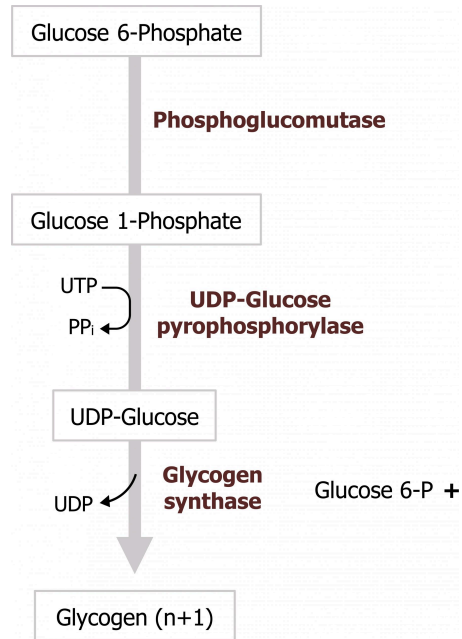 Glucose 6-Phosphate
Phosphoglucomutase
Glucose 1-Phosphate
UTP
UDP-Glucose
pyrophosphorylase
PPi
UDP-Glucose
Glycogen
synthase
Glucose 6-P +
UDP
Glycogen (n+1)